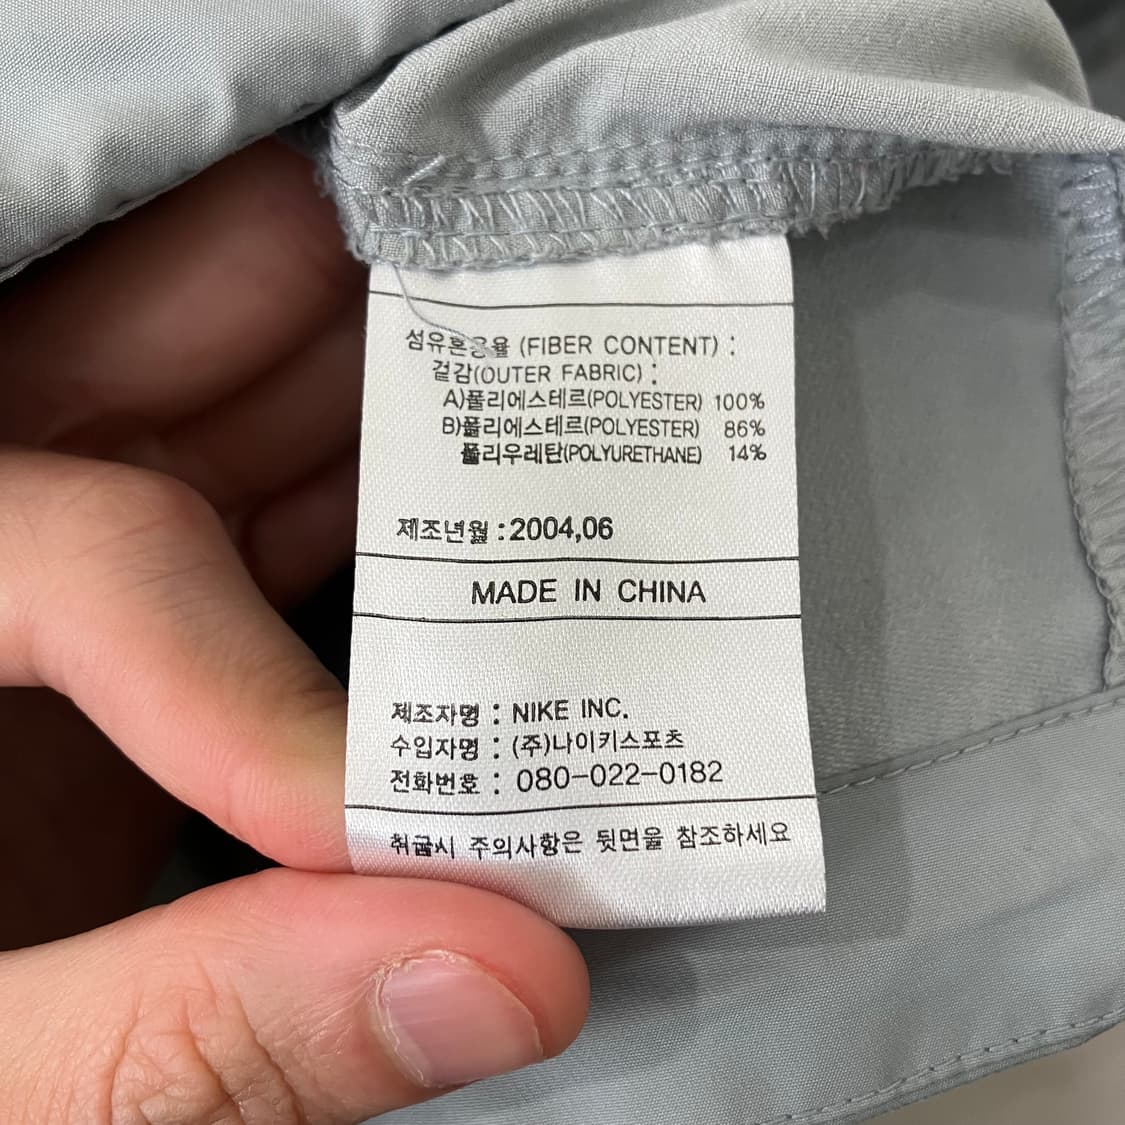 섬유혼용율 (FIBER CONTENT) :
겉감(OUTER FABRIC) :
A)폴리에스테르(POLYESTER) 100%
B)폴리에스테르(POLYESTER) 86%
폴리우레탄(POLYURETHANE) 14%
제조년월 : 2004,06
MADE IN CHINA
제조자명 : NIKE INC.
수입자명 : (주)나이키스포츠
전화번호 : 080-022-0182
취급시 주의사항은 뒷면을 참조하세요